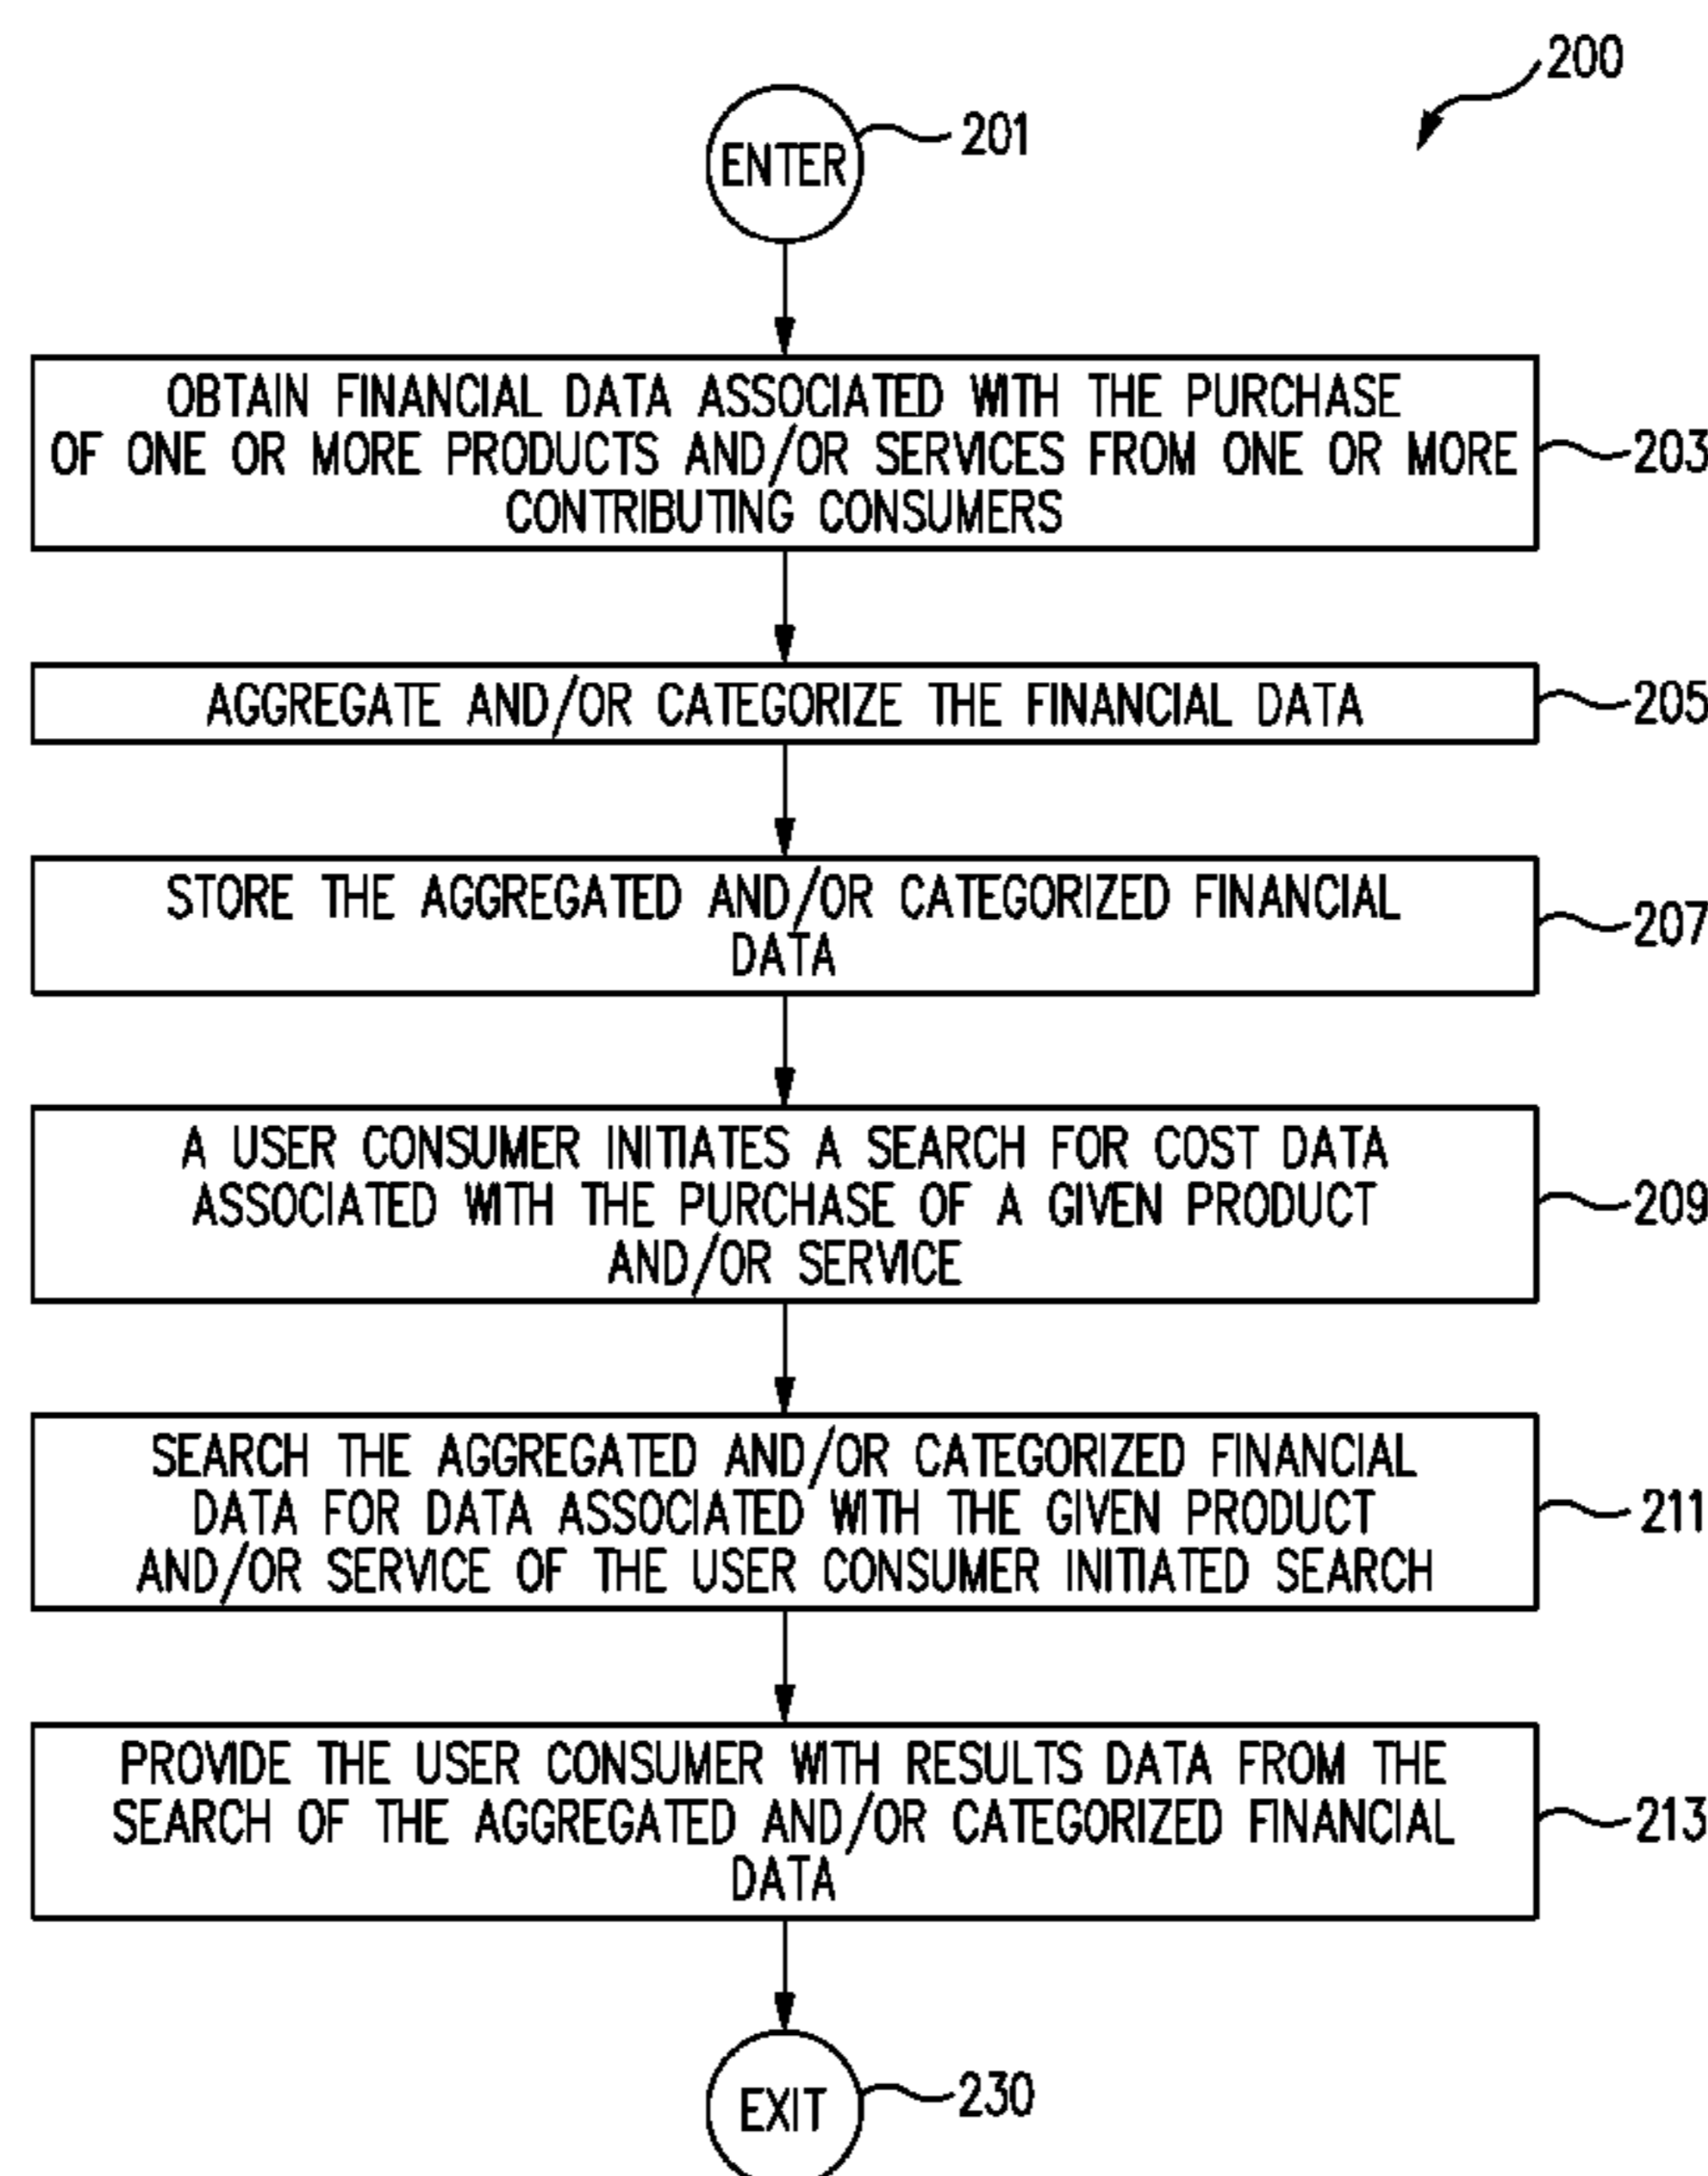 200
ENTER
201
OBTAIN FINANCIAL DATA ASSOCIATED WITH THE PURCHASE
OF ONE OR MORE PRODUCTS AND/OR SERVICES FROM ONE OR MORE
CONTRIBUTING CONSUMERS
203
AGGREGATE AND/OR CATEGORIZE THE FINANCIAL DATA
205
STORE THE AGGREGATED AND/OR CATEGORIZED FINANCIAL
DATA
207
A USER CONSUMER INITIATES A SEARCH FOR COST DATA
ASSOCIATED WITH THE PURCHASE OF A GIVEN PRODUCT
AND/OR SERVICE
209
SEARCH THE AGGREGATED AND/OR CATEGORIZED FINANCIAL
DATA FOR DATA ASSOCIATED WITH THE GIVEN PRODUCT
AND/OR SERVICE OF THE USER CONSUMER INITIATED SEARCH
211
PROVIDE THE USER CONSUMER WITH RESULTS DATA FROM THE
SEARCH OF THE AGGREGATED AND/OR CATEGORIZED FINANCIAL
DATA
213
EXIT
230